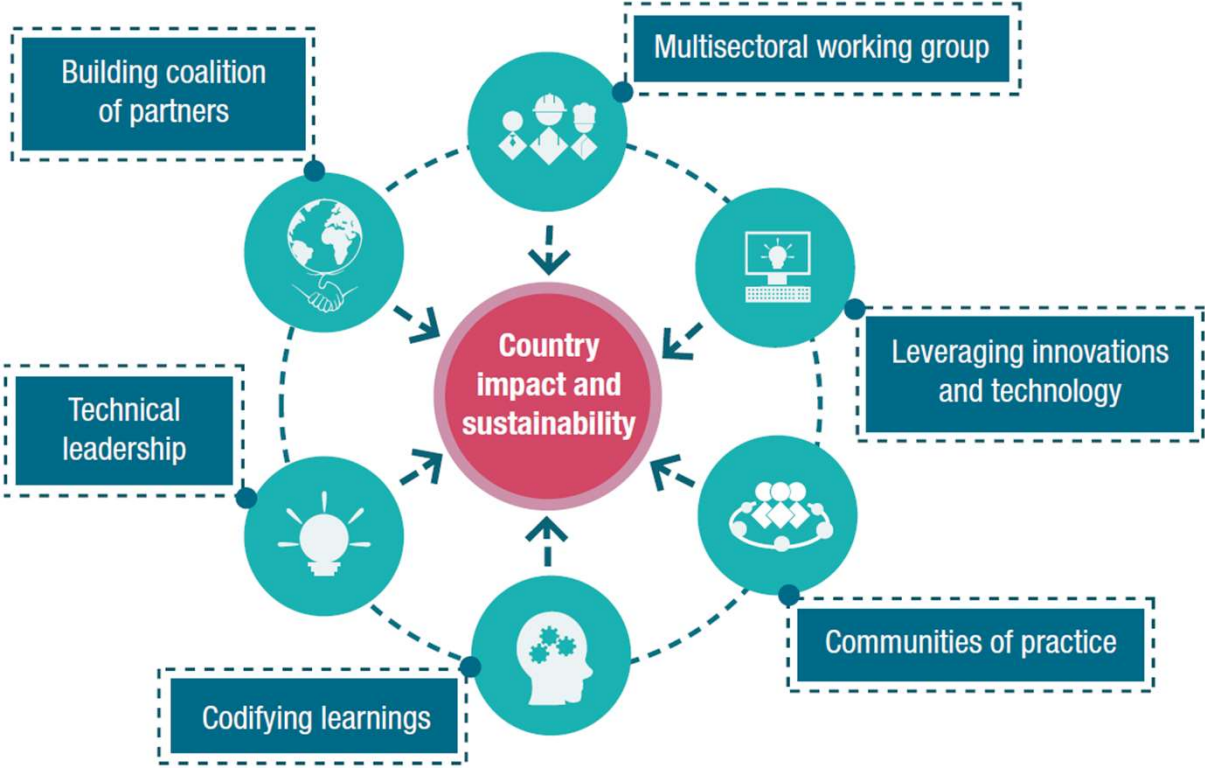 Multisectoral working group
Building coalition
of partners
Leveraging innovations
and technology
Country
impact and
sustainability
Technical
leadership
Communities of practice
Codifying learnings